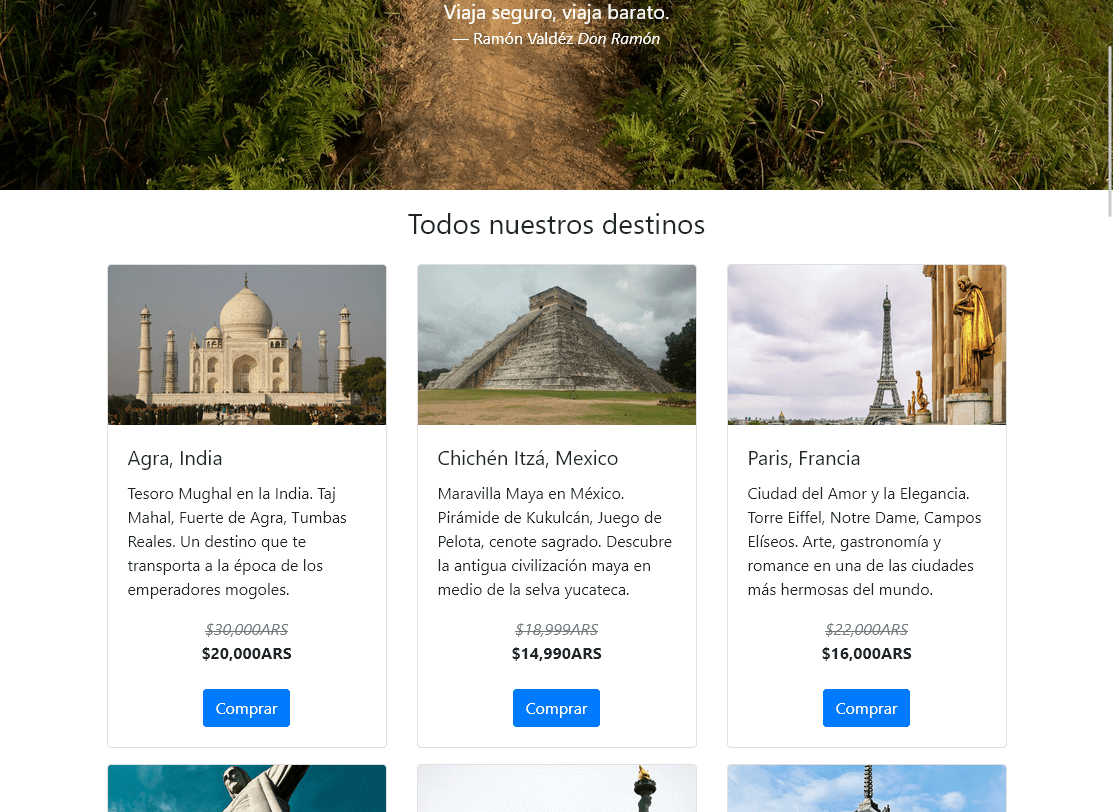 Viaja seguro, viaja barato.
— Ramón Valdéz Don Ramón
Todos nuestros destinos
Agra, India
Tesoro Mughal en la India. Taj
Mahal, Fuerte de Agra, Tumbas
Reales. Un destino que te
transporta a la época de los
emperadores mogoles.
$30,000ARS
$20,000ARS
Comprar
Chichén Itzá, Mexico
Maravilla Maya en México.
Pirámide de Kukulcán, Juego de
Pelota, cenote sagrado. Descubre
la antigua civilización maya en
medio de la selva yucateca.
$18,999ARS
$14,990ARS
Comprar
Paris, Francia
Ciudad del Amor y la Elegancia.
Torre Eiffel, Notre Dame, Campos
Elíseos. Arte, gastronomía y
romance en una de las ciudades
más hermosas del mundo.
$22,000ARS
$16,000ARS
Comprar